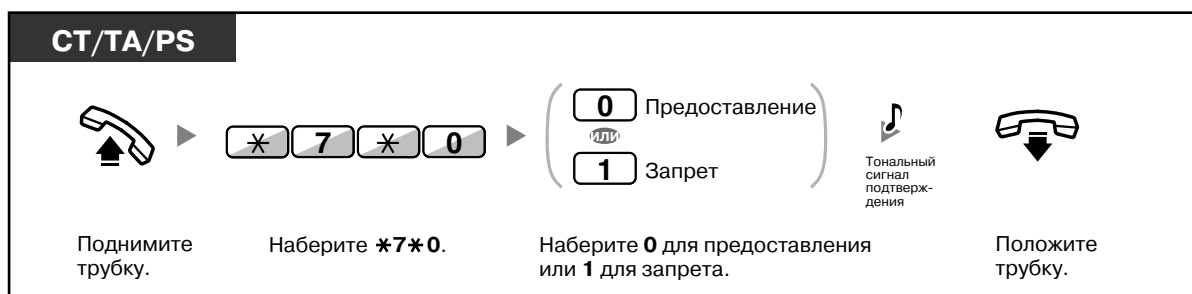 CT/TA/PS
* 7 * 0
0 Предоставление
или
1 Запрет
Тональный
сигнал
подтверж-
дения
Поднимите
трубку.
Наберите *7*0.
Наберите 0 для предоставления
или 1 для запрета.
Положите
трубку.